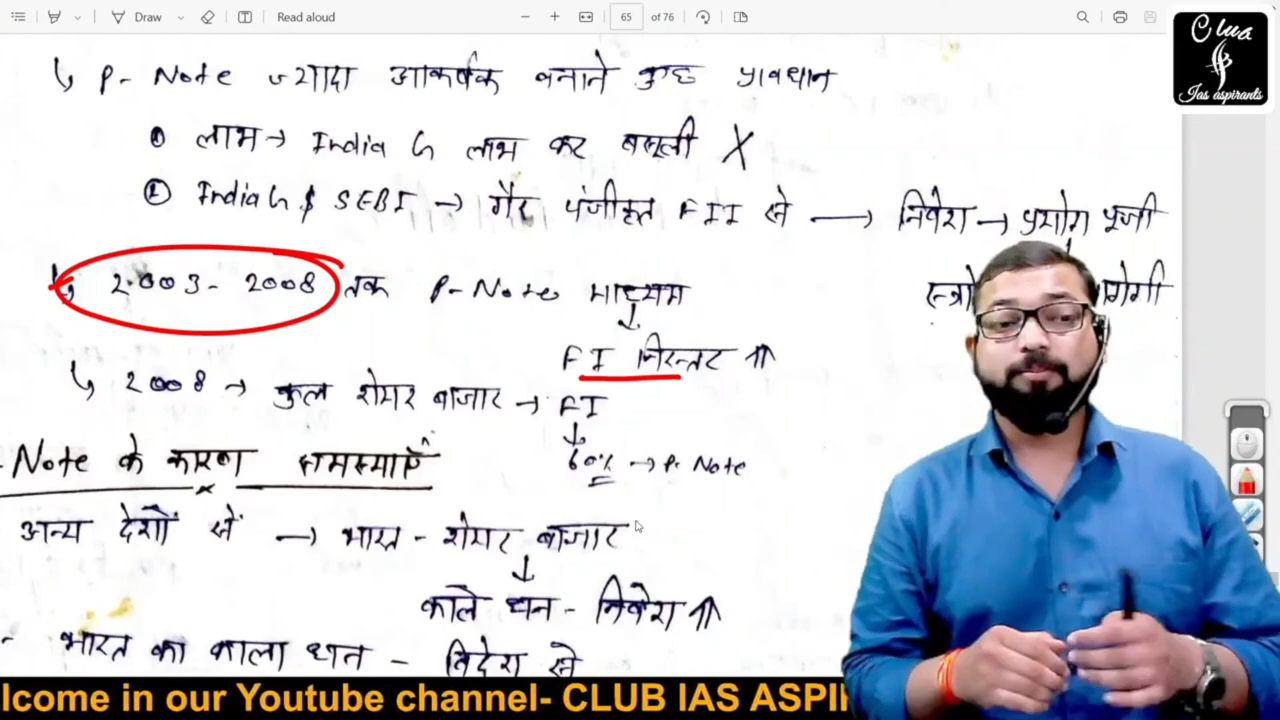 Draw
Read aloud
65 of 76
Clua
Ias aspirants
↳ P-Note ज्यादा आकर्षक बनाने कुछ प्रावधान
① लाभ → India में लाभ कर वसूली X
② India में SEBI → गैर पंजीकृत FII से → निवेश → प्रयोग पूंजी
↳ 2003-2008 तक P-Note माध्यम
↓
FI निरन्तर ⇈
↳ 2008 → कुल शेयर बाजार → FI
↓
60% → P-Note
Note के कारण समस्याएँ
अन्य देशों से → भारत - शेयर बाजार
↓
काले धन - निवेश ⇈
भारत का काला धन - विदेश से
lcome in our Youtube channel- CLUB IAS ASPI